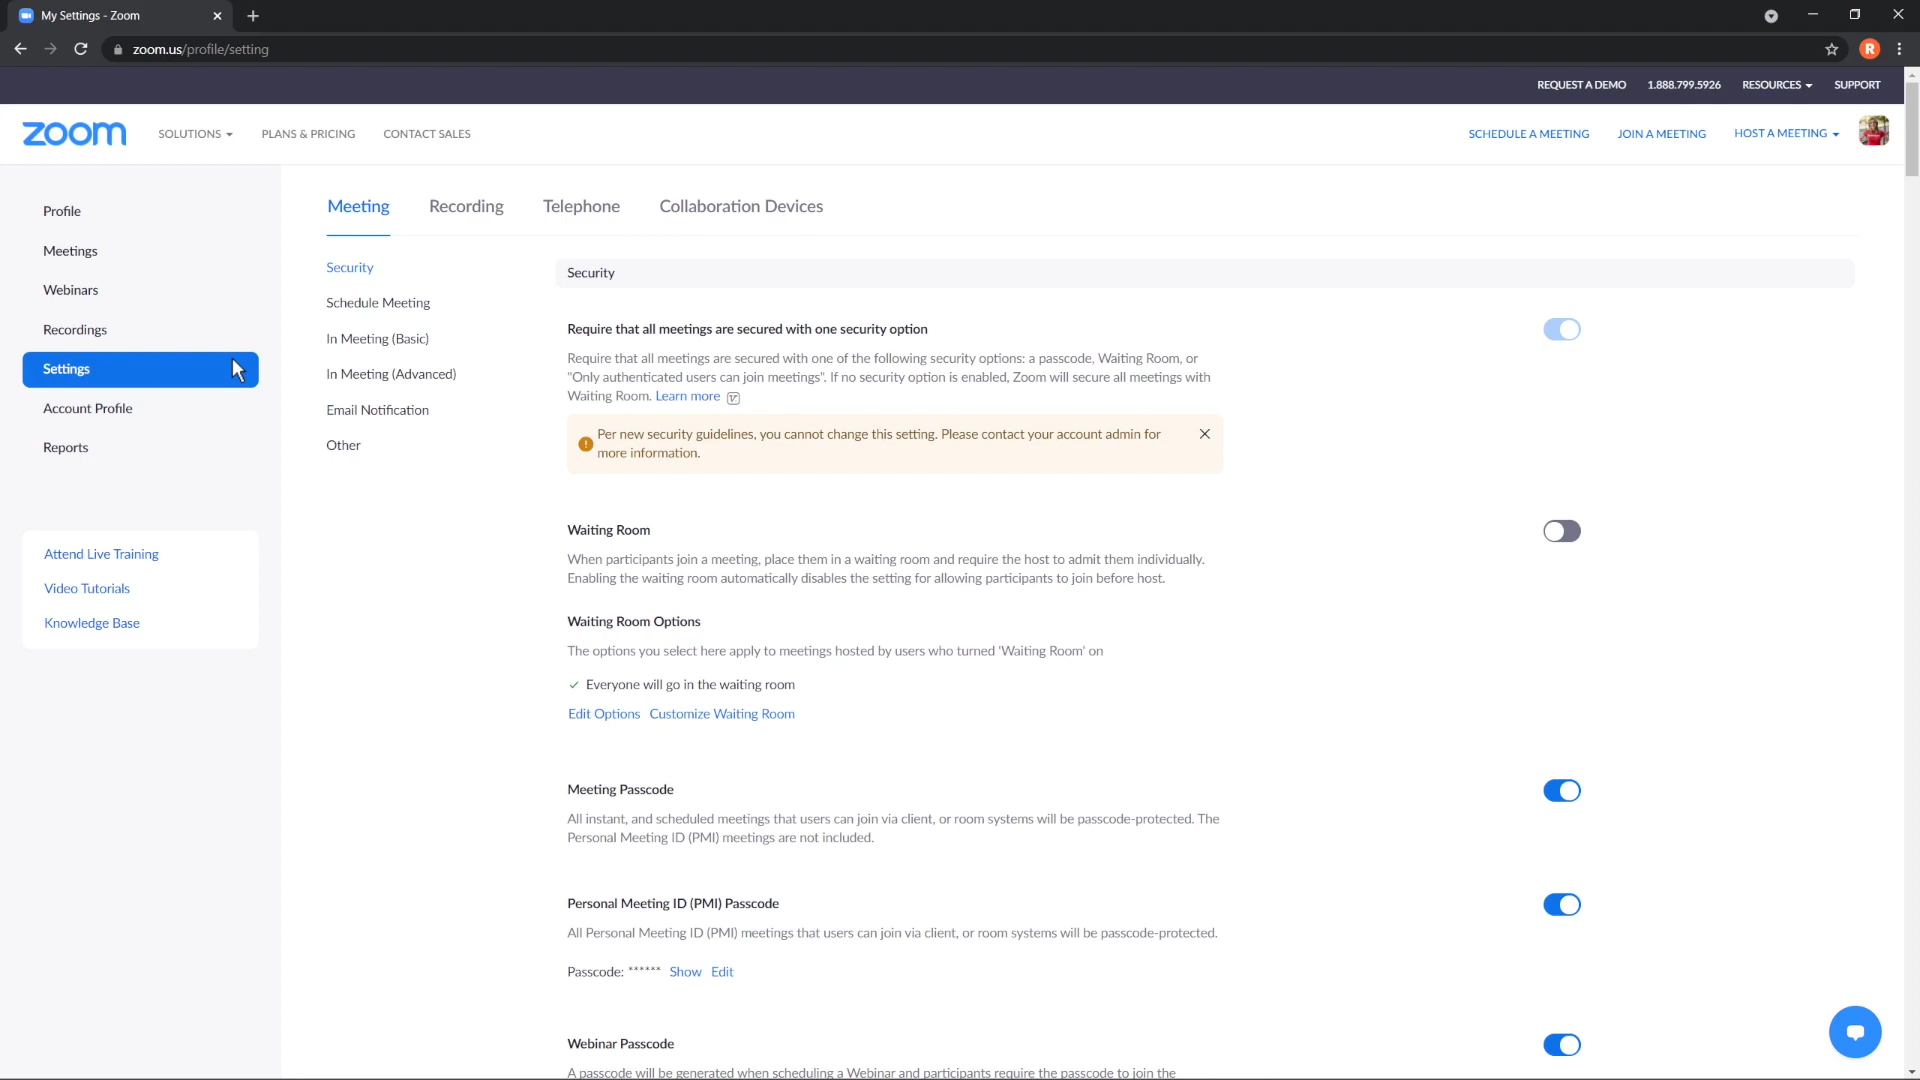 My Settings - Zoom
zoom.us/profile/setting
R
REQUEST A DEMO 1.888.799.5926 RESOURCES SUPPORT
zoom SOLUTIONS PLANS & PRICING CONTACT SALES SCHEDULE A MEETING JOIN A MEETING HOST A MEETING
Profile
Meetings
Webinars
Recordings
Settings
Account Profile
Reports
Attend Live Training
Video Tutorials
Knowledge Base
Meeting Recording Telephone Collaboration Devices
Security
Schedule Meeting
In Meeting (Basic)
In Meeting (Advanced)
Email Notification
Other
Security
Require that all meetings are secured with one security option
Require that all meetings are secured with one of the following security options: a passcode, Waiting Room, or
"Only authenticated users can join meetings". If no security option is enabled, Zoom will secure all meetings with
Waiting Room. Learn more
Per new security guidelines, you cannot change this setting. Please contact your account admin for
more information.
Waiting Room
When participants join a meeting, place them in a waiting room and require the host to admit them individually.
Enabling the waiting room automatically disables the setting for allowing participants to join before host.
Waiting Room Options
The options you select here apply to meetings hosted by users who turned 'Waiting Room' on
✓ Everyone will go in the waiting room
Edit Options Customize Waiting Room
Meeting Passcode
All instant, and scheduled meetings that users can join via client, or room systems will be passcode-protected. The
Personal Meeting ID (PMI) meetings are not included.
Personal Meeting ID (PMI) Passcode
All Personal Meeting ID (PMI) meetings that users can join via client, or room systems will be passcode-protected.
Passcode: ****** Show Edit
Webinar Passcode
A passcode will be generated when scheduling a Webinar and participants require the passcode to join the